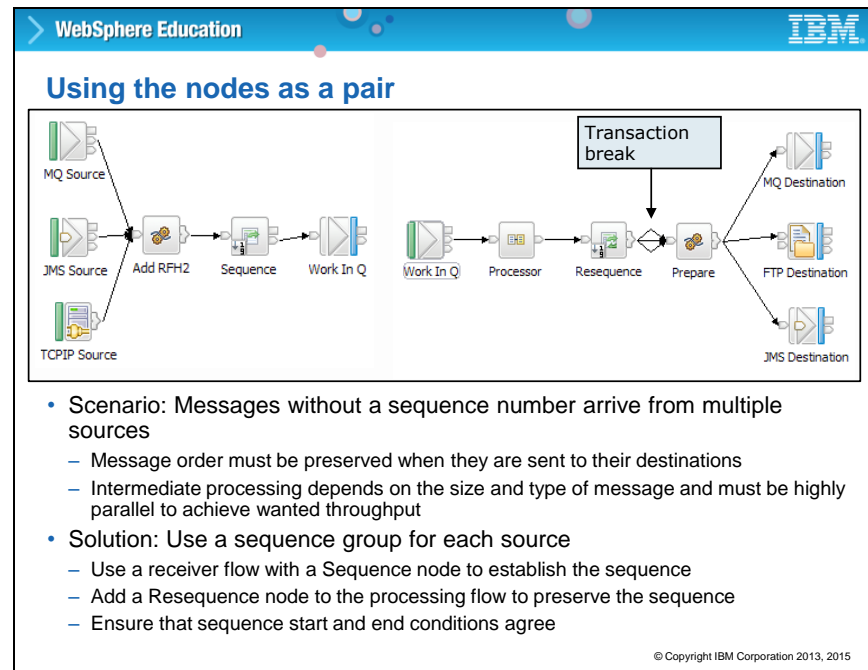 WebSphere Education
IBM
Using the nodes as a pair
Transaction
break
MQ Source
JMS Source
TCPIP Source
Add RFH2
Sequence
Work In Q
Work In Q
Processor
Resequence
Prepare
MQ Destination
FTP Destination
JMS Destination
• Scenario: Messages without a sequence number arrive from multiple
sources
– Message order must be preserved when they are sent to their destinations
– Intermediate processing depends on the size and type of message and must be highly
parallel to achieve wanted throughput
• Solution: Use a sequence group for each source
– Use a receiver flow with a Sequence node to establish the sequence
– Add a Resequence node to the processing flow to preserve the sequence
– Ensure that sequence start and end conditions agree
© Copyright IBM Corporation 2013, 2015